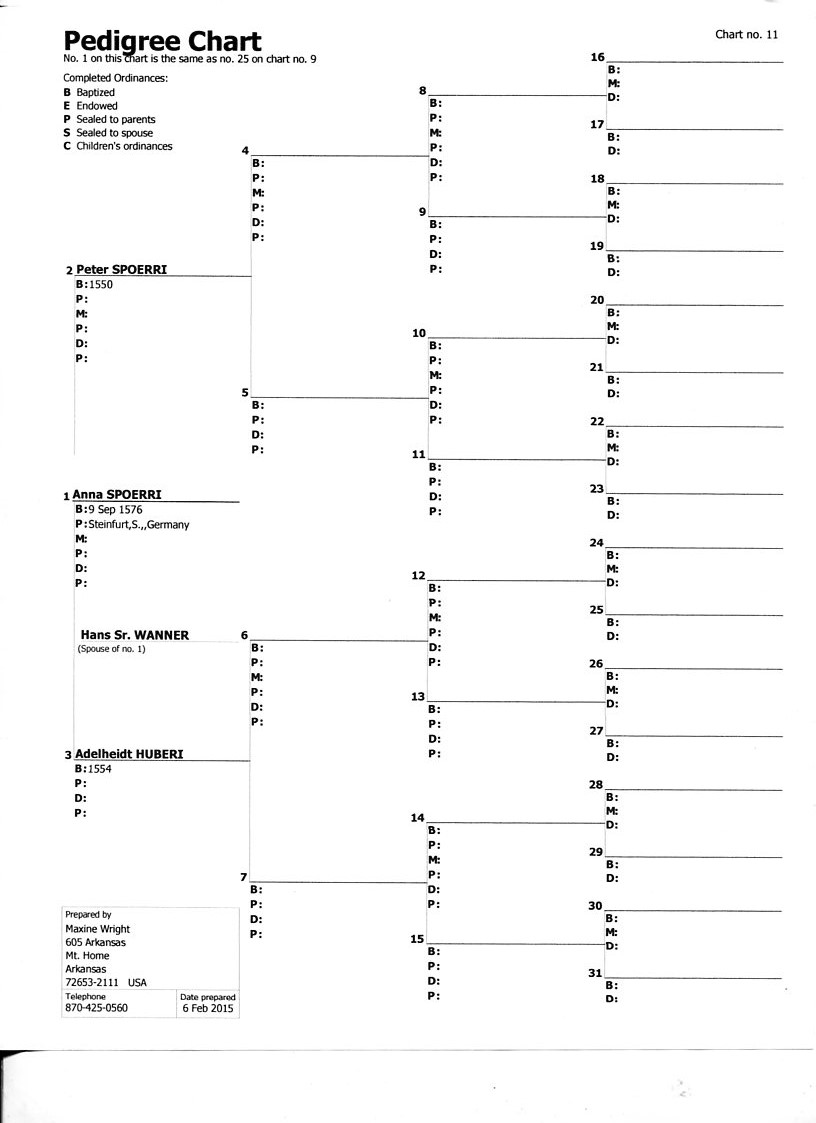 Pedigree Chart
Chart no. 11
No. 1 on this chart is the same as no. 25 on chart no. 9
Completed Ordinances:
B Baptized
E Endowed
P Sealed to parents
S Sealed to spouse
C Children's ordinances
2 Peter SPOERRI
B:1550
P:
M:
P:
D:
P:
1 Anna SPOERRI
B:9 Sep 1576
P:Steinfurt,S.,,Germany
M:
P:
D:
P:
Hans Sr. WANNER
(Spouse of no. 1)
3 Adelheidt HUBERI
B:1554
P:
D:
P:
4
B:
P:
M:
P:
D:
P:
5
B:
P:
D:
P:
6
B:
P:
M:
P:
D:
P:
7
B:
P:
D:
P:
8
B:
P:
M:
P:
D:
P:
9
B:
P:
D:
P:
10
B:
P:
M:
P:
D:
P:
11
B:
P:
D:
P:
12
B:
P:
M:
P:
D:
P:
13
B:
P:
D:
P:
14
B:
P:
M:
P:
D:
P:
15
B:
P:
D:
P:
16
B:
M:
D:
17
B:
D:
18
B:
M:
D:
19
B:
D:
20
B:
M:
D:
21
B:
D:
22
B:
M:
D:
23
B:
D:
24
B:
M:
D:
25
B:
D:
26
B:
M:
D:
27
B:
D:
28
B:
M:
D:
29
B:
D:
30
B:
M:
D:
31
B:
D:
Prepared by
Maxine Wright
605 Arkansas
Mt. Home
Arkansas
72653-2111 USA
Telephone
870-425-0560
Date prepared
6 Feb 2015